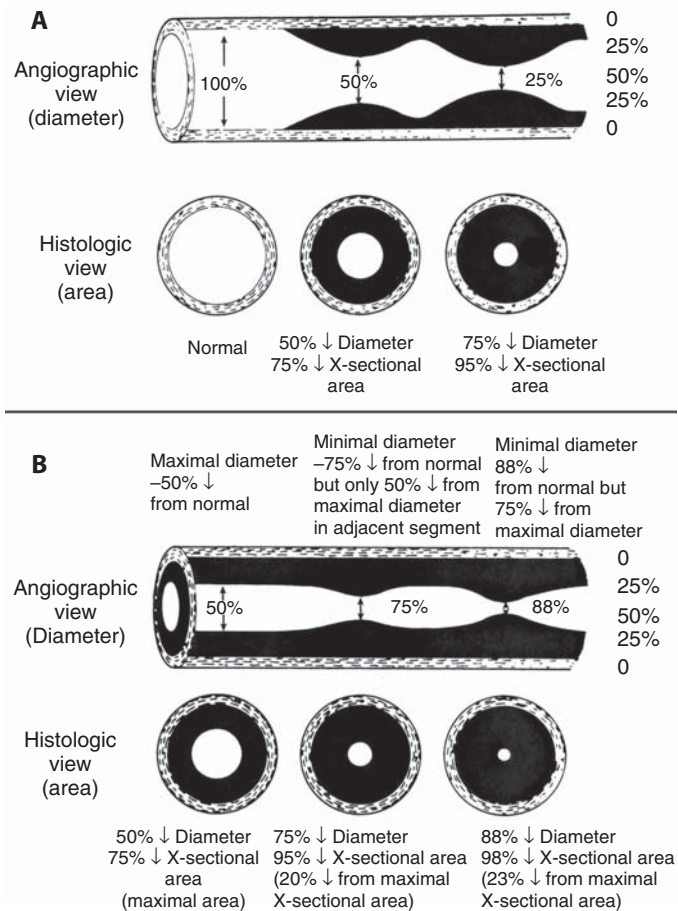 A
Angiographic
view
(diameter)
100%
50%
25%
0
25%
50%
25%
0
Histologic
view
(area)
Normal
50% ↓ Diameter
75% ↓ X-sectional
area
75% ↓ Diameter
95% ↓ X-sectional
area
B
Maximal diameter
–50% ↓
from normal
Minimal diameter
–75% ↓ from normal
but only 50% ↓ from
maximal diameter
in adjacent segment
Minimal diameter
88% ↓
from normal but
75% ↓ from
maximal diameter
Angiographic
view
(Diameter)
50%
75%
88%
0
25%
50%
25%
0
Histologic
view
(area)
50% ↓ Diameter
75% ↓ X-sectional
area
(maximal area)
75% ↓ Diameter
95% ↓ X-sectional area
(20% ↓ from maximal
X-sectional area)
88% ↓ Diameter
98% ↓ X-sectional area
(23% ↓ from maximal
X-sectional area)